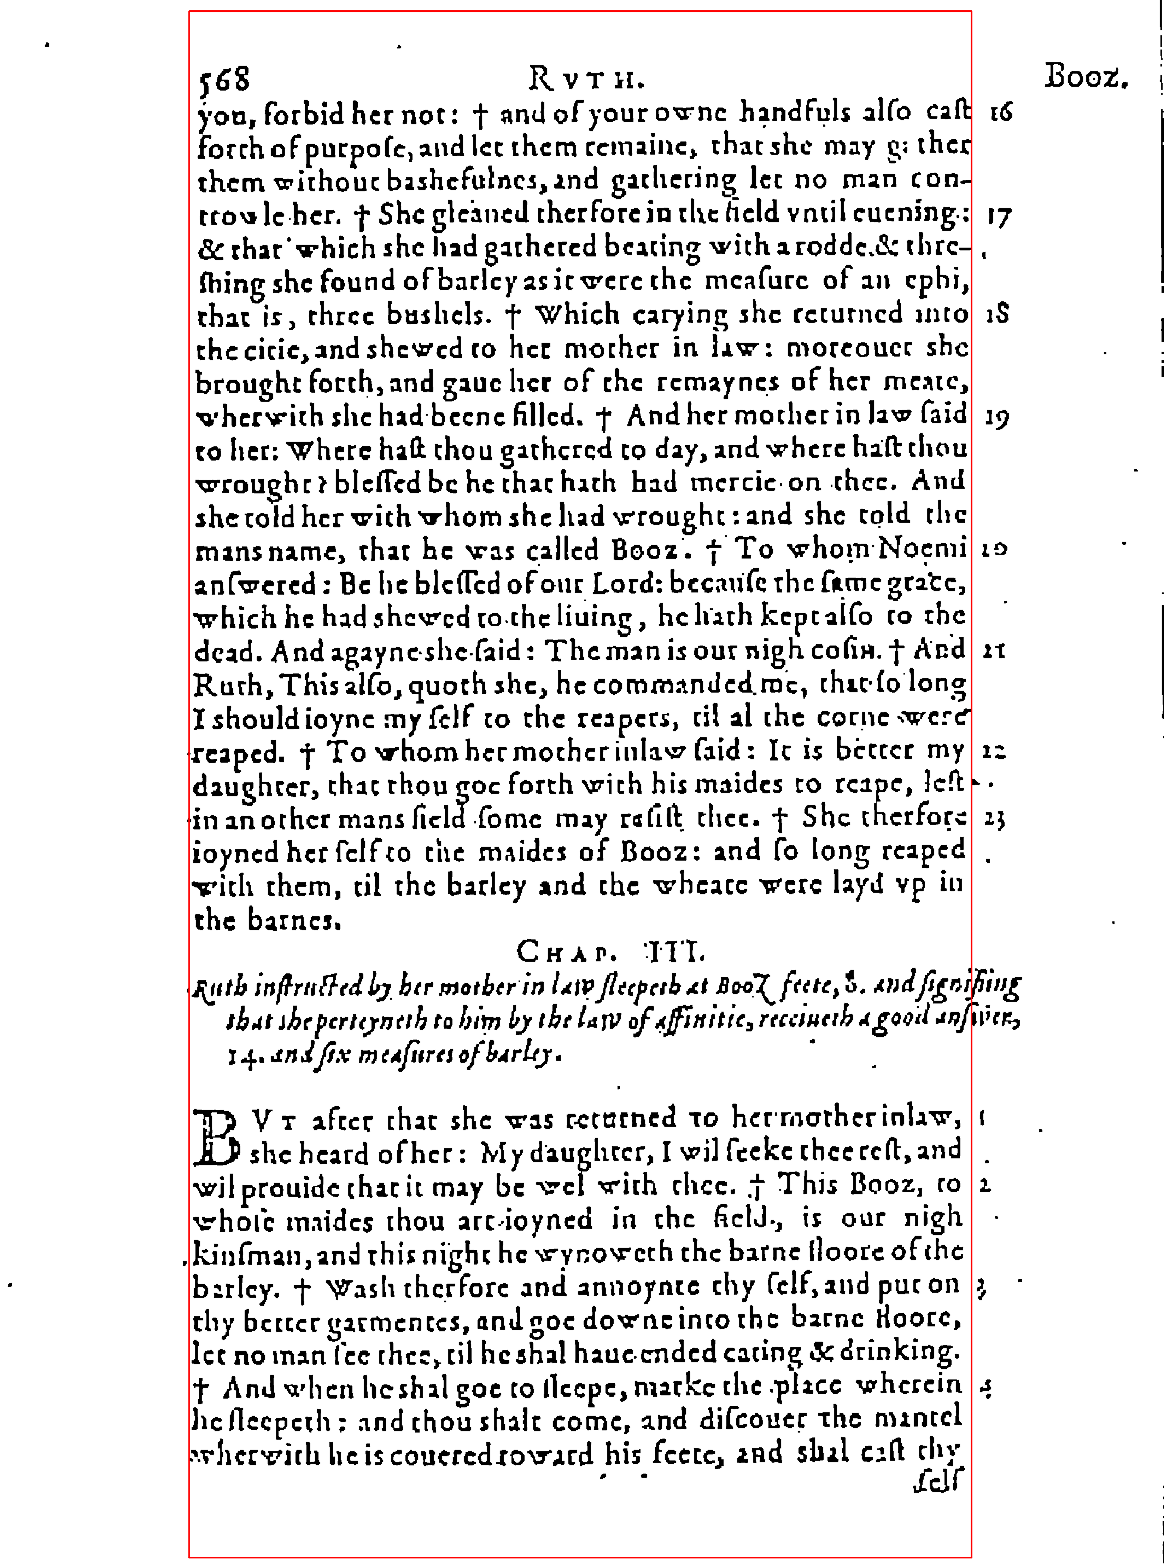 568 RVTH. Booz.
you, forbid her not: † and of your owne handfuls alſo caſt 16
forth of purpoſe, and let them remaine, that she may gather
them without bashefulnes, and gathering let no man con-
trowle her. † She gleaned therfore in the field vntil euening: 17
& that which she had gathered beating with a rodde & thre-
ſhing she found of barley as it were the meaſure of an ephi,
that is, three bushels. † Which carying she returned into 18
the citie, and shewed to her mother in law: moreouer she
brought forth, and gaue her of the remaynes of her meate,
wherwith she had beene filled. † And her mother in law ſaid 19
to her: Where haſt thou gathered to day, and where haſt thou
wrought? bleſſed be he that hath had mercie on thee. And
she told her with whom she had wrought: and she told the
mans name, that he was called Booz. † To whom Noemi 20
anſwered: Be he bleſſed of our Lord: becauſe the ſame grace,
which he had shewed to the liuing, he hath kept alſo to the
dead. And agayne she ſaid: The man is our nigh coſin. † And 21
Ruth, This alſo, quoth she, he commanded me, that ſo long
I should ioyne my ſelf to the reapers, til al the corne were
reaped. † To whom her mother in law ſaid: It is better my 22
daughter, that thou goe forth with his maides to reape, leſt
in an other mans field ſome may reſiſt thee. † She therfore 23
ioyned her ſelf to the maides of Booz: and ſo long reaped
with them, til the barley and the wheate were layd vp in
the barnes.
CHAP. III.
Ruth inſtructed by her mother in law ſleepeth at Booz feete, 8. and ſignifiing
that she perteyneth to him by the law of affinitie, receiueth a good anſwer,
14. and ſix meaſures of barley.
BVT after that she was returned to her mother in law, 1
she heard of her: My daughter, I wil ſeeke thee reſt, and
wil prouide that it may be wel with thee. † This Booz, to 2
whoſe maides thou art ioyned in the field, is our nigh
kinſman, and this night he wynoweth the barne floore of the
barley. † Wash therfore and annoynte thy ſelf, and put on 3
thy better garmentes, and goe downe into the barne floore,
let no man ſee thee, til he shal haue ended eating & drinking.
† And when he shal goe to ſleepe, marke the place wherein 4
he ſleepeth: and thou shalt come, and diſcouer the mantel
wherwith he is couered toward his feete, and shal caſt thy
ſelf